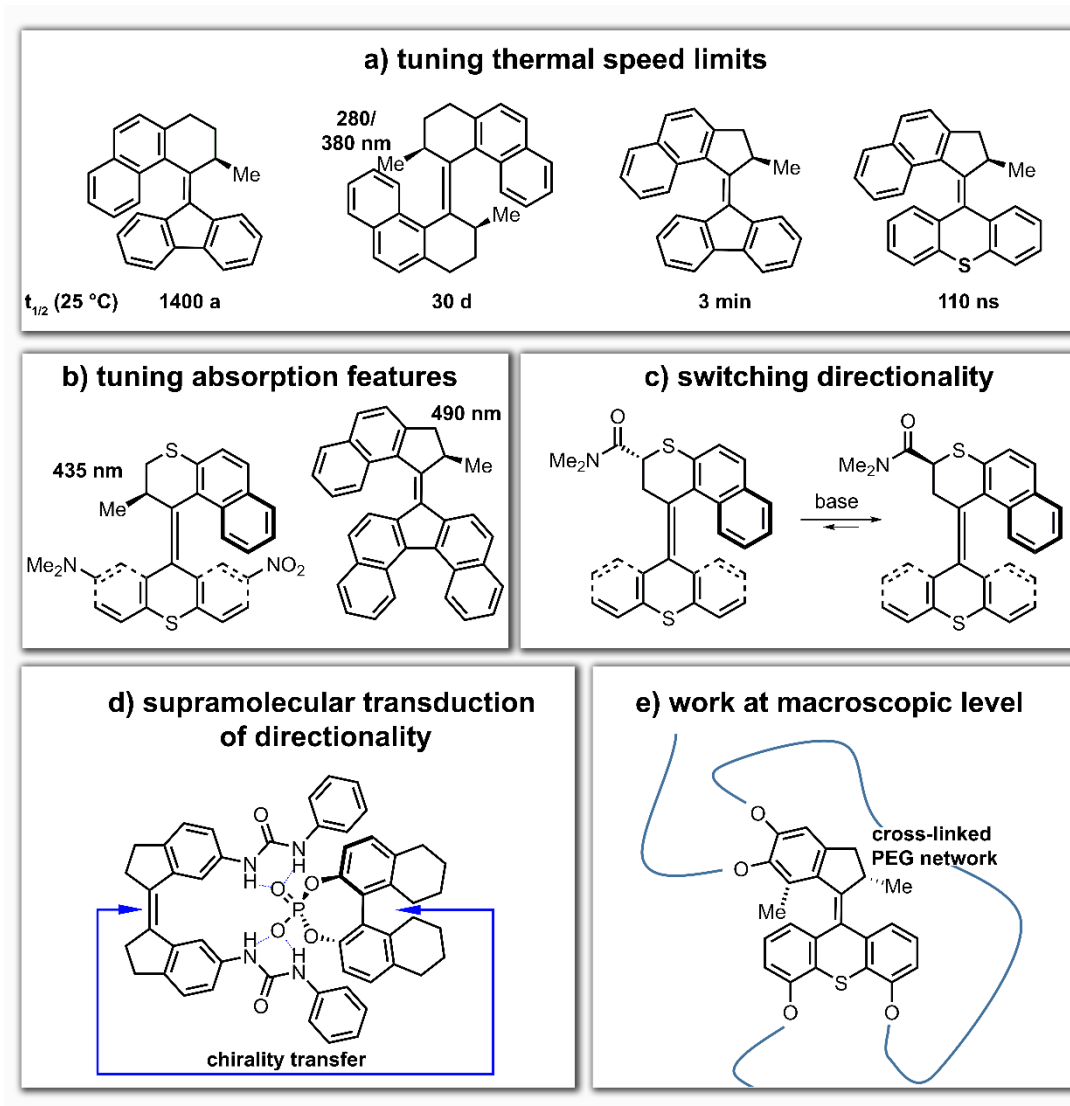 a) tuning thermal speed limits
280/
380 nm
Me
Me
Me
Me
Me
S
t1/2 (25 °C)
1400 a
30 d
3 min
110 ns
b) tuning absorption features
435 nm
490 nm
S
Me
Me
Me2N
NO2
S
c) switching directionality
O
Me2N
S
S
base
O
Me2N
S
S
d) supramolecular transduction
of directionality
O
N
N
H
H
O
O
P
O
O
H
H
N
N
O
chirality transfer
e) work at macroscopic level
O
O
cross-linked
PEG network
Me
Me
S
O
O